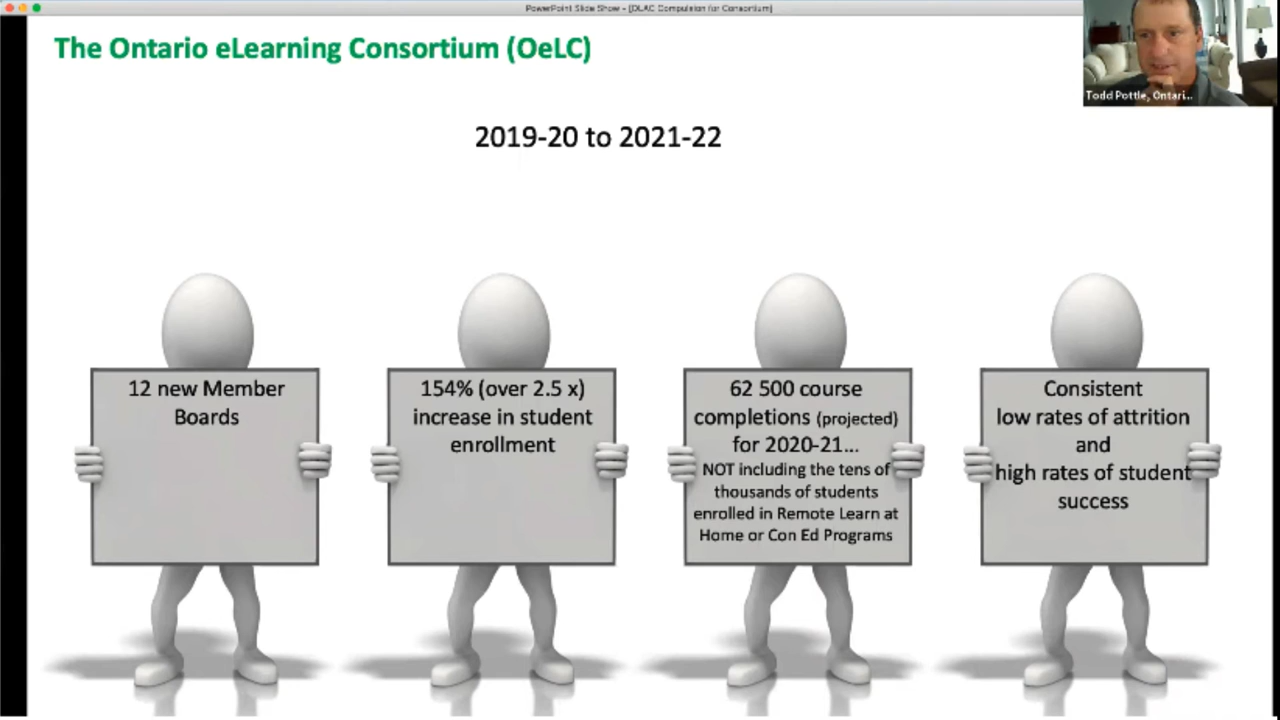 PowerPoint Slide Show - [DLAC Compulsion for Consortium]
The Ontario eLearning Consortium (OeLC)
Todd Pottle, Ontari...
2019-20 to 2021-22
12 new Member
Boards
154% (over 2.5 x)
increase in student
enrollment
62 500 course
completions (projected)
for 2020-21...
NOT including the tens of
thousands of students
enrolled in Remote Learn at
Home or Con Ed Programs
Consistent
low rates of attrition
and
high rates of student
success